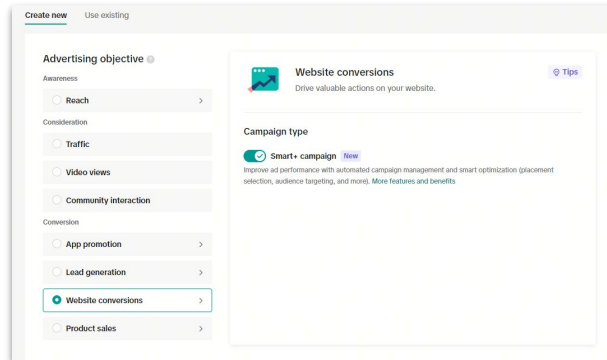 Create new Use existing
Advertising objective
Awareness
Reach
Consideration
Traffic
Video views
Community interaction
Conversion
App promotion
Lead generation
Website conversions
Product sales
Website conversions
Tips
Drive valuable actions on your website.
Campaign type
Smart+ campaign New
Improve ad performance with automated campaign management and smart optimization (placement
selection, audience targeting, and more). More features and benefits